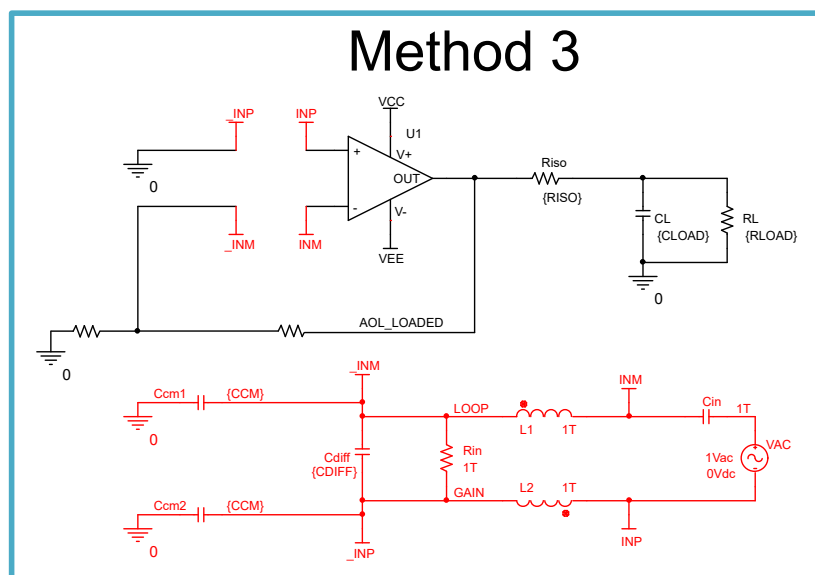 Method 3
VCC
_INP
INP
U1
+
V+
OUT
-
V-
0
_INM
INM
VEE
Riso
{RISO}
CL
{CLOAD}
RL
{RLOAD}
0
AOL_LOADED
0
_INM
INM
Ccm1
{CCM}
0
LOOP
L1
1T
Cin
1T
Cdiff
{CDIFF}
Rin
1T
VAC
1Vac
0Vdc
+
-
GAIN
L2
1T
Ccm2
{CCM}
0
_INP
INP